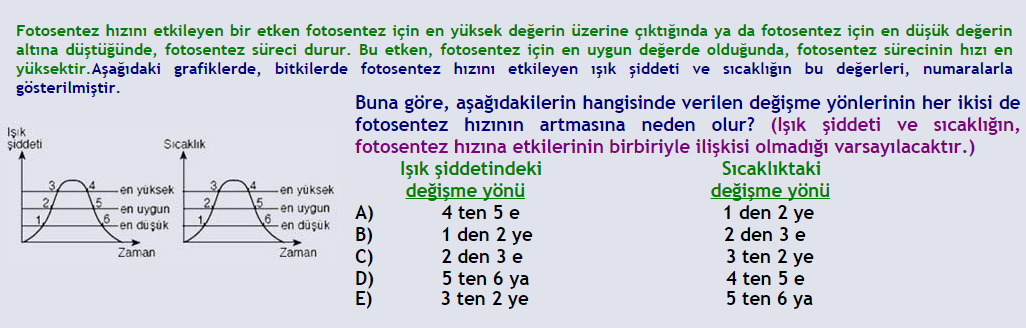 Fotosentez hızını etkileyen bir etken fotosentez için en yüksek değerin üzerine çıktığında ya da fotosentez için en düşük değerin
altına düştüğünde, fotosentez süreci durur. Bu etken, fotosentez için en uygun değerde olduğunda, fotosentez sürecinin hızı en
yüksektir.Aşağıdaki grafiklerde, bitkilerde fotosentez hızını etkileyen ışık şiddeti ve sıcaklığın bu değerleri, numaralarla
gösterilmiştir.
Buna göre, aşağıdakilerin hangisinde verilen değişme yönlerinin her ikisi de
fotosentez hızının artmasına neden olur? (Işık şiddeti ve sıcaklığın,
fotosentez hızına etkilerinin birbiriyle ilişkisi olmadığı varsayılacaktır.)
Işık şiddetindeki Sıcaklıktaki
değişme yönü değişme yönü
A) 4 ten 5 e 1 den 2 ye
B) 1 den 2 ye 2 den 3 e
C) 2 den 3 e 3 ten 2 ye
D) 5 ten 6 ya 4 ten 5 e
E) 3 ten 2 ye 5 ten 6 ya
Işık
şiddeti Sıcaklık
3 4 en yüksek 3 4 en yüksek
2 5 en uygun 2 5 en uygun
1 6 en düşük 1 6 en düşük
Zaman Zaman